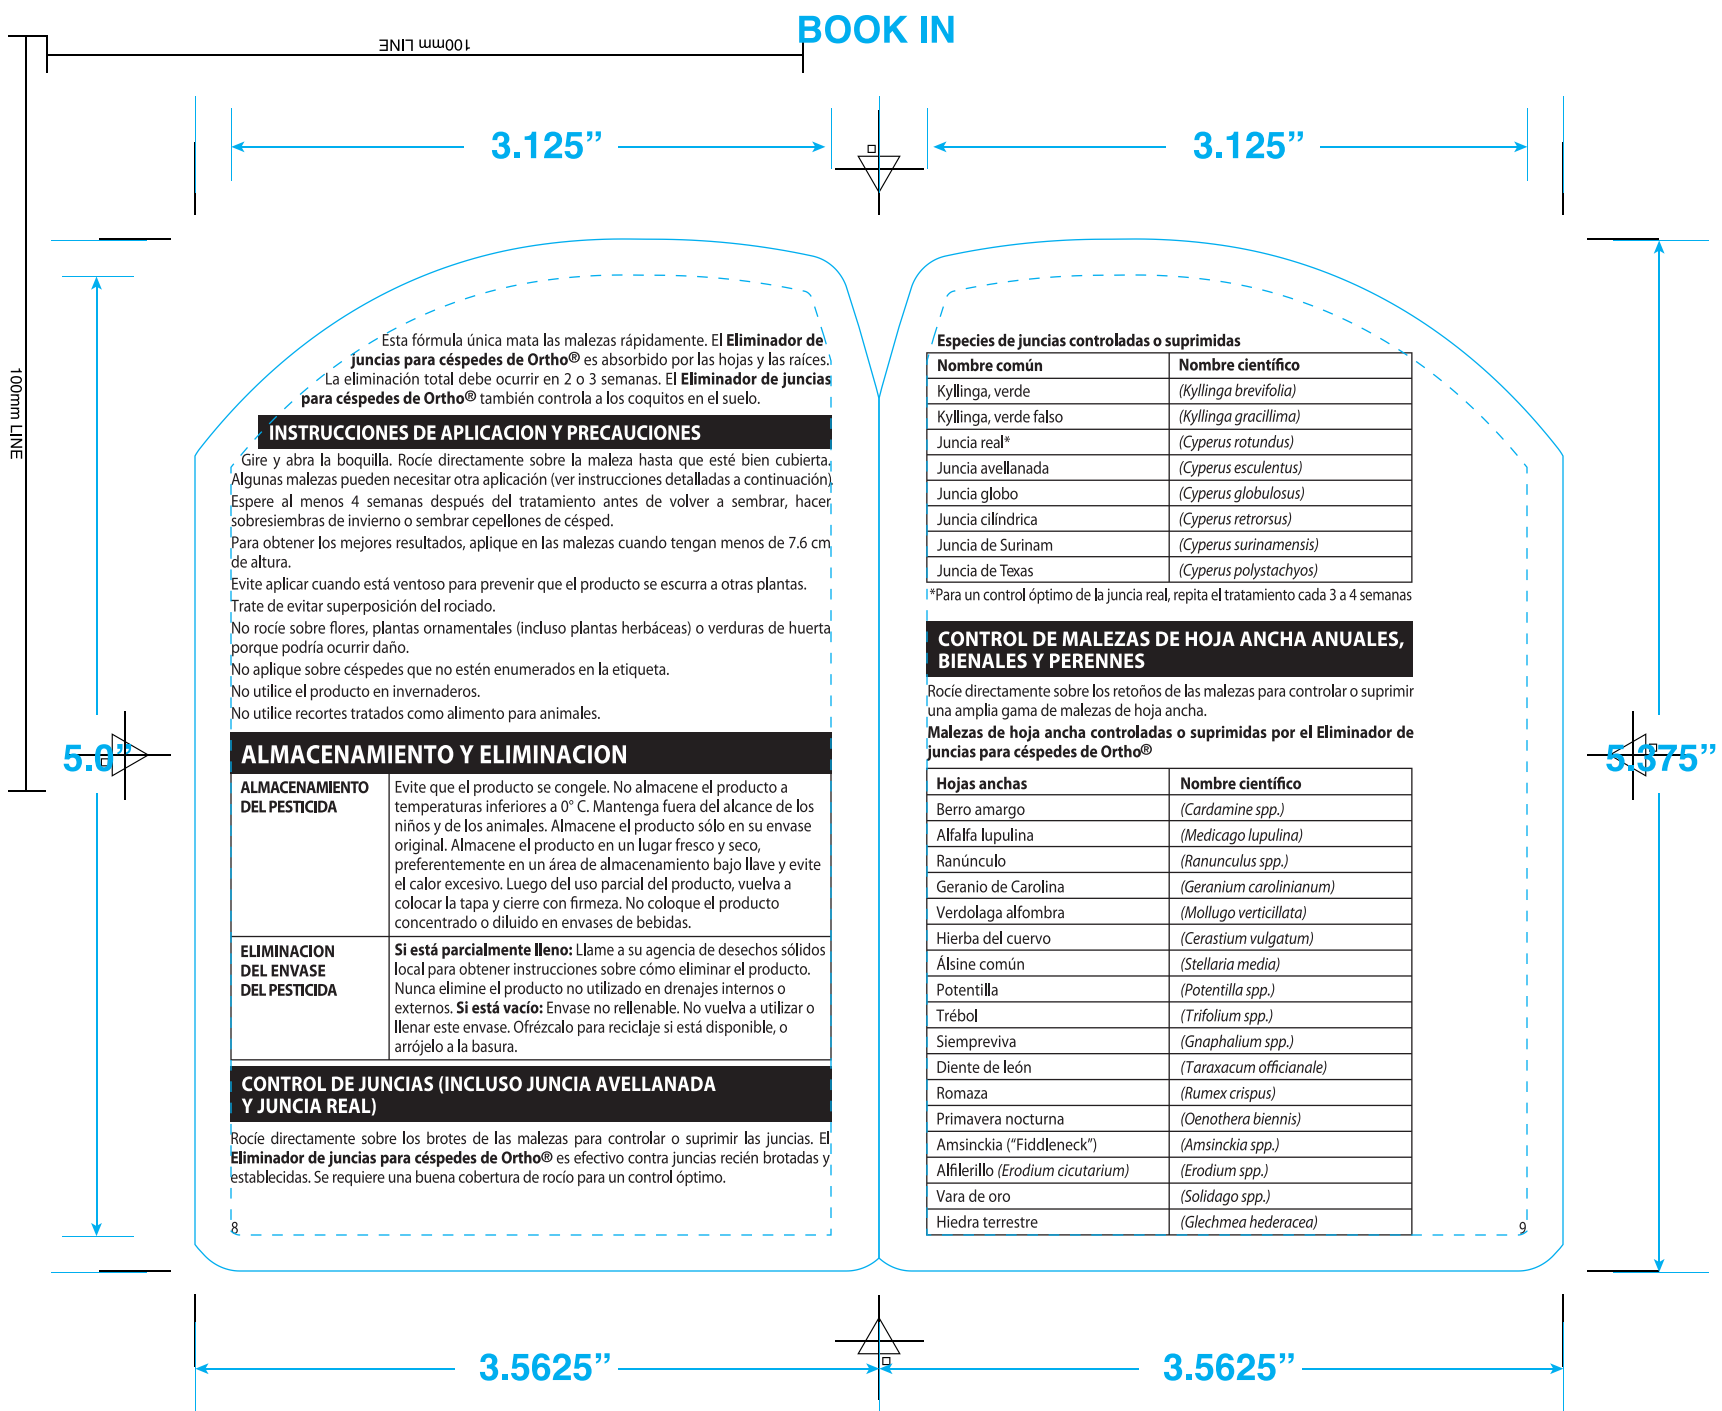 BOOK IN
100mm LINE
100mm LINE
3.125”
3.125”
5.0”
5.375”
Esta fórmula única mata las malezas rápidamente. El Eliminador de
juncias para céspedes de Ortho® es absorbido por las hojas y las raíces.
La eliminación total debe ocurrir en 2 o 3 semanas. El Eliminador de juncias
para céspedes de Ortho® también controla a los coquitos en el suelo.
INSTRUCCIONES DE APLICACION Y PRECAUCIONES
Gire y abra la boquilla. Rocíe directamente sobre la maleza hasta que esté bien cubierta.
Algunas malezas pueden necesitar otra aplicación (ver instrucciones detalladas a continuación).
Espere al menos 4 semanas después del tratamiento antes de volver a sembrar, hacer
sobresiembras de invierno o sembrar cepellones de césped.
Para obtener los mejores resultados, aplique en las malezas cuando tengan menos de 7.6 cm
de altura.
Evite aplicar cuando está ventoso para prevenir que el producto se escurra a otras plantas.
Trate de evitar superposición del rociado.
No rocíe sobre flores, plantas ornamentales (incluso plantas herbáceas) o verduras de huerta
porque podría ocurrir daño.
No aplique sobre céspedes que no estén enumerados en la etiqueta.
No utilice el producto en invernaderos.
No utilice recortes tratados como alimento para animales.
ALMACENAMIENTO Y ELIMINACION
ALMACENAMIENTO
DEL PESTICIDA
Evite que el producto se congele. No almacene el producto a
temperaturas inferiores a 0° C. Mantenga fuera del alcance de los
niños y de los animales. Almacene el producto sólo en su envase
original. Almacene el producto en un lugar fresco y seco,
preferentemente en un área de almacenamiento bajo llave y evite
el calor excesivo. Luego del uso parcial del producto, vuelva a
colocar la tapa y cierre con firmeza. No coloque el producto
concentrado o diluido en envases de bebidas.
ELIMINACION
DEL ENVASE
DEL PESTICIDA
Si está parcialmente lleno: Llame a su agencia de desechos sólidos
local para obtener instrucciones sobre cómo eliminar el producto.
Nunca elimine el producto no utilizado en drenajes internos o
externos. Si está vacío: Envase no rellenable. No vuelva a utilizar o
llenar este envase. Ofrézcalo para reciclaje si está disponible, o
arrójelo a la basura.
CONTROL DE JUNCIAS (INCLUSO JUNCIA AVELLANADA
Y JUNCIA REAL)
Rocíe directamente sobre los brotes de las malezas para controlar o suprimir las juncias. El
Eliminador de juncias para céspedes de Ortho® es efectivo contra juncias recién brotadas y
establecidas. Se requiere una buena cobertura de rocío para un control óptimo.
8
Especies de juncias controladas o suprimidas
Nombre común Nombre científico
Kyllinga, verde (Kyllinga brevifolia)
Kyllinga, verde falso (Kyllinga gracillima)
Juncia real* (Cyperus rotundus)
Juncia avellanada (Cyperus esculentus)
Juncia globo (Cyperus globulosus)
Juncia cilíndrica (Cyperus retrorsus)
Juncia de Surinam (Cyperus surinamensis)
Juncia de Texas (Cyperus polystachyos)
*Para un control óptimo de la juncia real, repita el tratamiento cada 3 a 4 semanas
CONTROL DE MALEZAS DE HOJA ANCHA ANUALES,
BIENALES Y PERENNES
Rocíe directamente sobre los retoños de las malezas para controlar o suprimir
una amplia gama de malezas de hoja ancha.
Malezas de hoja ancha controladas o suprimidas por el Eliminador de
juncias para céspedes de Ortho®
Hojas anchas Nombre científico
Berro amargo (Cardamine spp.)
Alfalfa lupulina (Medicago lupulina)
Ranúnculo (Ranunculus spp.)
Geranio de Carolina (Geranium carolinianum)
Verdolaga alfombra (Mollugo verticillata)
Hierba del cuervo (Cerastium vulgatum)
Álsine común (Stellaria media)
Potentilla (Potentilla spp.)
Trébol (Trifolium spp.)
Siempreviva (Gnaphalium spp.)
Diente de león (Taraxacum officianale)
Romaza (Rumex crispus)
Primavera nocturna (Oenothera biennis)
Amsinckia (“Fiddleneck”) (Amsinckia spp.)
Alfilerillo (Erodium cicutarium) (Erodium spp.)
Vara de oro (Solidago spp.)
Hiedra terrestre (Glechmea hederacea)
9
3.5625”
3.5625”